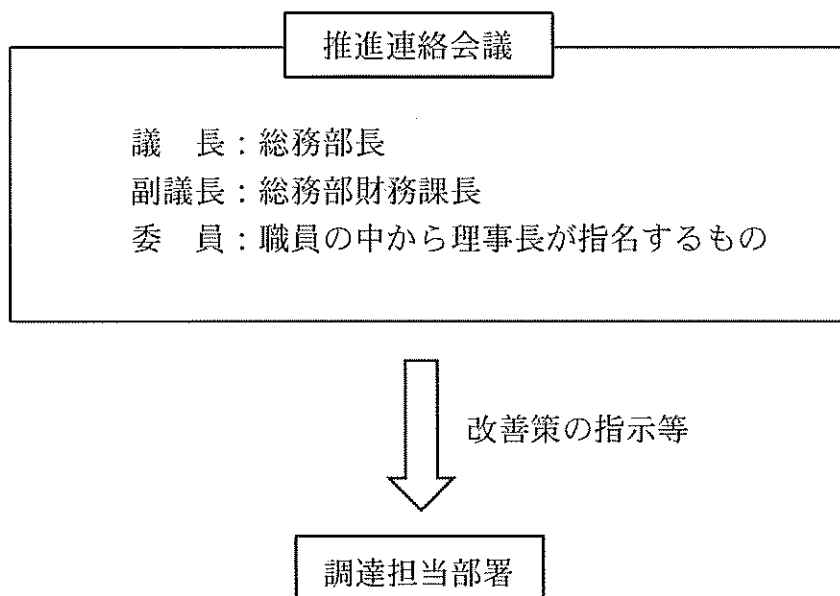 推進連絡会議
議　長：総務部長
副議長：総務部財務課長
委　員：職員の中から理事長が指名するもの
改善策の指示等
調達担当部署